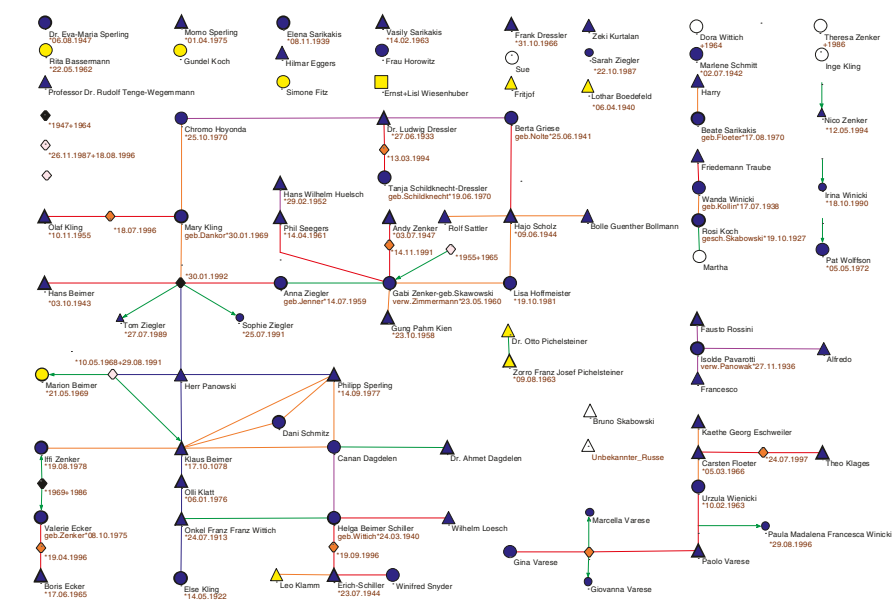 Dr. Eva-Maria Sperling
*06.08.1947
Momo Sperling
*01.04.1975
Elena Sarikakis
*08.11.1939
Vasily Sarikakis
*14.02.1963
Frank Dressler
*31.10.1966
Zeki Kurtalan
Dora Wittich
+1964
Theresa Zenker
+1986
Rita Bassermann
*22.05.1962
Gundel Koch
Hilmar Eggers
Frau Horowitz
Sue
Sarah Ziegler
*22.10.1987
Marlene Schmitt
*02.07.1942
Inge Kling
Professor Dr. Rudolf Tenge-Wegemann
Simone Fitz
Ernst+Lisl Wiesenhuber
Fritjof
Lothar Boedefeld
*06.04.1940
Harry
*1947+1964
Chromo Hoyonda
*25.10.1970
Dr. Ludwig Dressler
*27.06.1933
Berta Griese
geb.Nolte*25.06.1941
Beate Sarikakis
geb.Floeter*17.08.1970
Nico Zenker
*12.05.1994
*26.11.1987+18.08.1996
*13.03.1994
Friedemann Traube
Hans Wilhelm Huelsch
*29.02.1952
Tanja Schildknecht-Dressler
geb.Schildknecht*19.06.1970
Wanda Winicki
geb.Kollin*17.07.1938
Irina Winicki
*18.10.1990
Olaf Kling
*10.11.1955
*18.07.1996
Mary Kling
geb.Dankor*30.01.1969
Phil Seegers
*14.04.1961
Andy Zenker
*03.07.1947
Rolf Sattler
Hajo Scholz
*09.06.1944
Bolle Guenther Bollmann
Rosi Koch
gesch.Skabowski*19.10.1927
*14.11.1991
*1955+1965
Martha
Pat Wolffson
*05.05.1972
*30.01.1992
Hans Beimer
*03.10.1943
Anna Ziegler
geb.Jenner*14.07.1959
Gabi Zenker-geb.Skawowski
verw.Zimmermann*23.05.1960
Lisa Hoffmeister
*19.10.1981
Tom Ziegler
*27.07.1989
Sophie Ziegler
*25.07.1991
Gung Pahm Kien
*23.10.1958
Fausto Rossini
Dr. Otto Pichelsteiner
*10.05.1968+29.08.1991
Isolde Pavarotti
verw.Panowak*27.11.1936
Alfredo
Zorro Franz Josef Pichelsteiner
*09.08.1963
Marion Beimer
*21.05.1969
Herr Panowski
Philipp Sperling
*14.09.1977
Francesco
Bruno Skabowski
Dani Schmitz
Kaethe Georg Eschweiler
Iffi Zenker
*19.08.1978
Klaus Beimer
*17.10.1078
Canan Dagdelen
Dr. Ahmet Dagdelen
Unbekannter_Russe
Carsten Floeter
*05.03.1966
*24.07.1997
Theo Klages
*1969+1986
Olli Klatt
*06.01.1976
Urzula Wienicki
*10.02.1963
Valerie Ecker
geb.Zenker*08.10.1975
Onkel Franz Franz Wittich
*24.07.1913
Helga Beimer Schiller
geb.Wittich*24.03.1940
Wilhelm Loesch
Marcella Varese
Paula Madalena Francesca Winicki
*29.08.1996
*19.04.1996
*19.09.1996
Gina Varese
Paolo Varese
Boris Ecker
*17.06.1965
Else Kling
*14.05.1922
Leo Klamm
Erich-Schiller
*23.07.1944
Winifred Snyder
Giovanna Varese